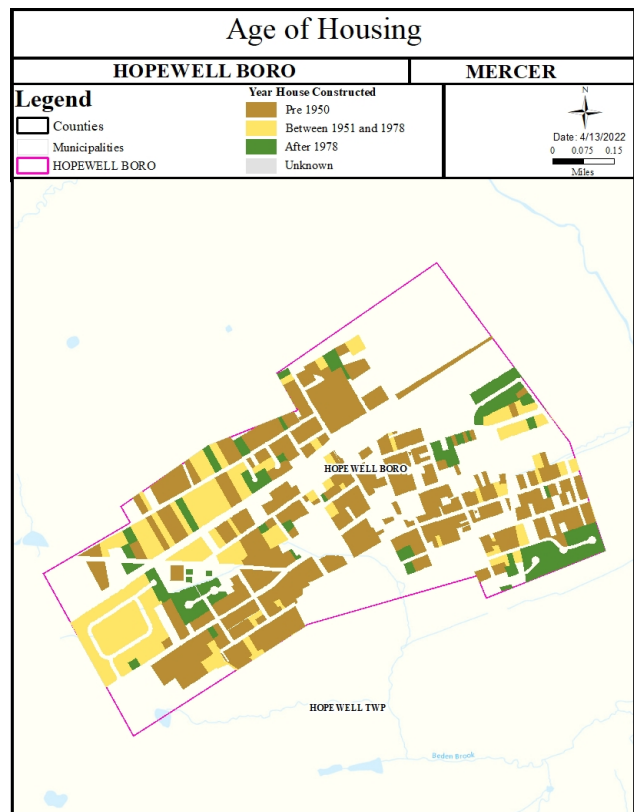 Age of Housing
HOPEWELL BORO
MERCER
Legend
Counties
Municipalities
HOPEWELL BORO
Year House Constructed
Pre 1950
Between 1951 and 1978
After 1978
Unknown
N
Date: 4/13/2022
0 0.075 0.15
Miles
HOPEWELL BORO
HOPEWELL TWP
Beden Brook